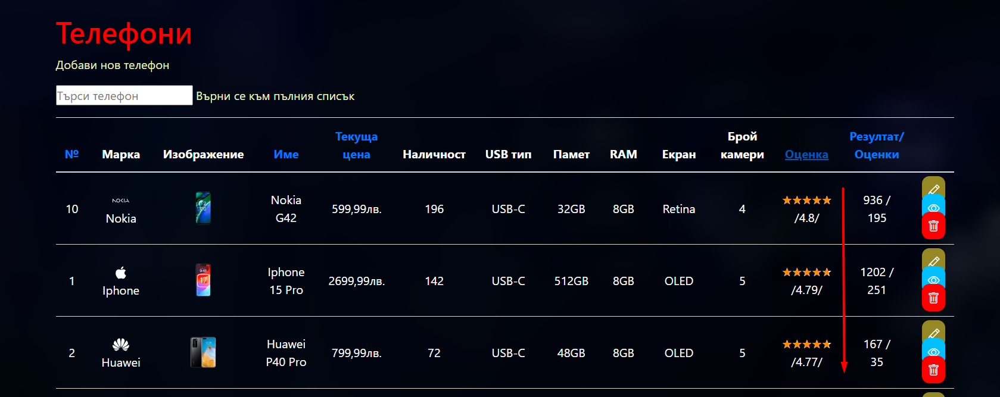 Телефони
Добави нов телефон
Търси телефон Върни се към пълния списък
№ Марка Изображение Име Текуща цена Наличност USB тип Памет RAM Екран Брой камери Оценка Резултат/ Оценки
10 NOKIA Nokia Nokia G42 599,99лв. 196 USB-C 32GB 8GB Retina 4 /4.8/ 936 / 195
1 Iphone 17 Iphone 15 Pro 2699,99лв. 142 USB-C 512GB 8GB OLED 5 /4.79/ 1202 / 251
2 Huawei Huawei P40 Pro 799,99лв. 72 USB-C 48GB 8GB OLED 5 /4.77/ 167 / 35